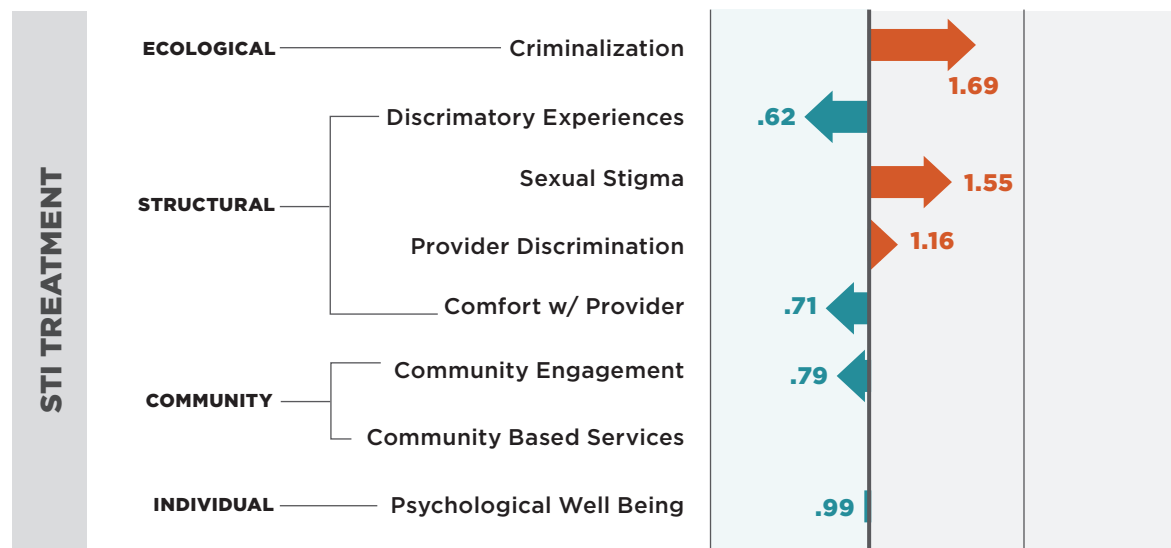 STI TREATMENT
ECOLOGICAL Criminalization 1.69
Discrimatory Experiences .62
Sexual Stigma 1.55
STRUCTURAL
Provider Discrimination 1.16
Comfort w/ Provider .71
Community Engagement .79
COMMUNITY
Community Based Services
INDIVIDUAL Psychological Well Being .99